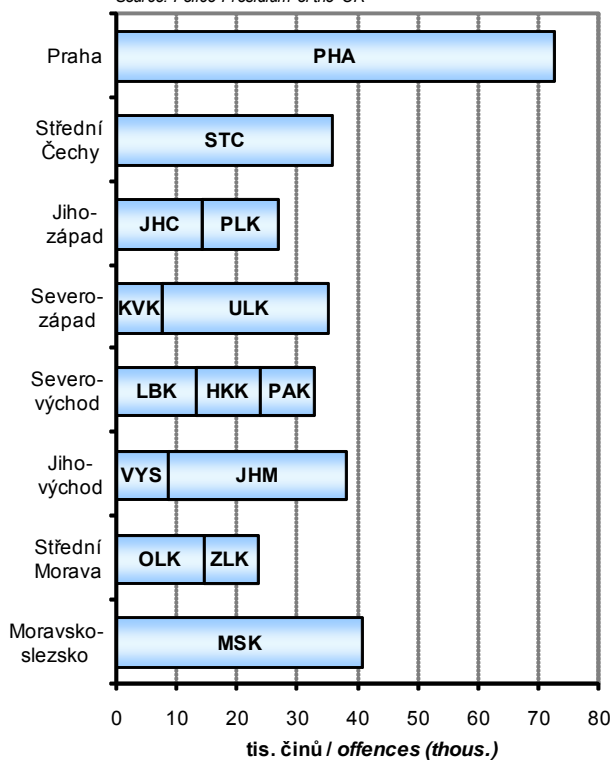 Praha
PHA
Střední
Čechy
STC
Jiho-
západ
JHC
PLK
Severo-
západ
KVK
ULK
Severo-
východ
LBK
HKK
PAK
Jiho-
východ
VYS
JHM
Střední
Morava
OLK
ZLK
Moravsko-
slezsko
MSK
0 10 20 30 40 50 60 70 80
tis. činů / offences (thous.)